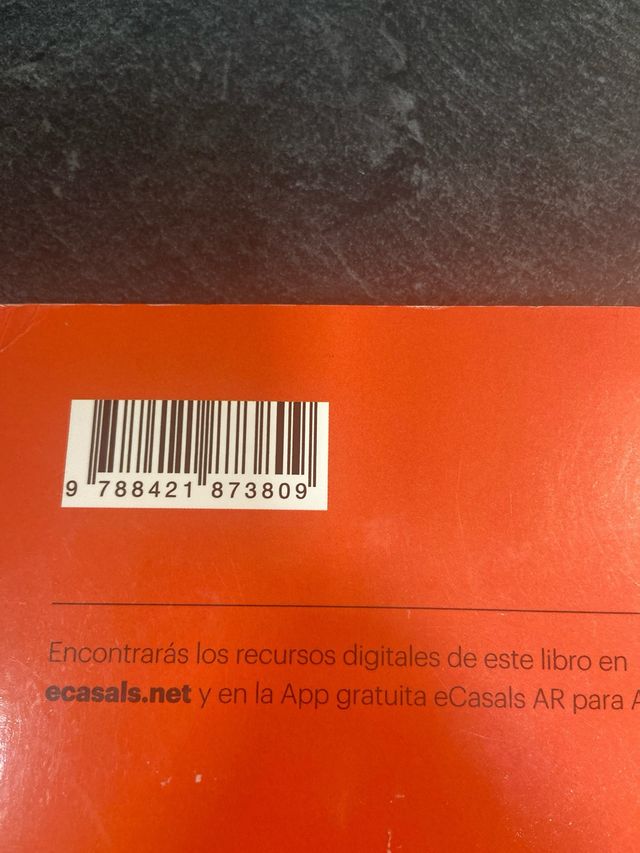 9 788421 873809
Encontrarás los recursos digitales de este libro en
ecasals.net y en la App gratuita eCasals AR para A